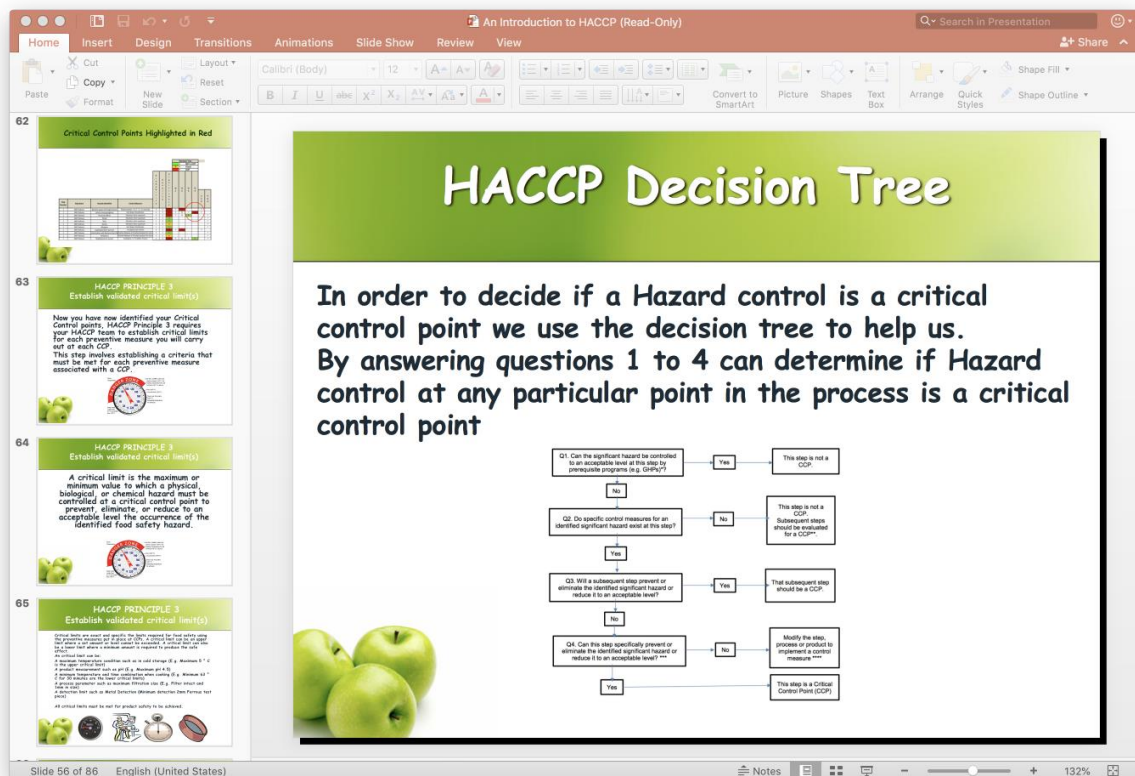 An Introduction to HACCP (Read-Only)
Search in Presentation
Home Insert Design Transitions Animations Slide Show Review View
Share
Cut
Copy
Format
Paste
New
Slide
Layout
Reset
Section
Calibri (Body) 12
Convert to
SmartArt
Picture
Shapes
Text
Box
Arrange
Quick
Styles
Shape Fill
Shape Outline
62
Critical Control Points Highlighted in Red
63
HACCP PRINCIPLE 3
Establish validated critical limit(s)
Now you have now identified your Critical
Control points, HACCP Principle 3 requires
your HACCP team to establish critical limits
for each preventive measure you will carry
out at each CCP.
This step involves establishing a criteria that
must be met for each preventive measure
associated with a CCP.
64
HACCP PRINCIPLE 3
Establish validated critical limit(s)
A critical limit is the maximum or
minimum value to which a physical,
biological, or chemical hazard must be
controlled at a critical control point to
prevent, eliminate, or reduce to an
acceptable level the occurrence of the
identified food safety hazard.
65
HACCP PRINCIPLE 3
Establish validated critical limit(s)
All critical limits must be met for product safety to be achieved.
HACCP Decision Tree
In order to decide if a Hazard control is a critical
control point we use the decision tree to help us.
By answering questions 1 to 4 can determine if Hazard
control at any particular point in the process is a critical
control point
Q1. Can the significant hazard be controlled
to an acceptable level at this step by
prerequisite programs (e.g. GHPs)*?
Yes
This step is not a
CCP.
No
Q2. Do specific control measures for an
identified significant hazard exist at this step?
No
This step is not a
CCP.
Subsequent steps
should be evaluated
for a CCP**.
Yes
Q3. Will a subsequent step prevent or
eliminate the identified significant hazard or
reduce it to an acceptable level?
Yes
That subsequent step
should be a CCP.
No
Q4. Can this step specifically prevent or
eliminate the identified significant hazard or
reduce it to an acceptable level? ***
No
Modify the step,
process or product to
implement a control
measure ****
Yes
This step is a Critical
Control Point (CCP)
Slide 56 of 86 English (United States)
Notes
132%